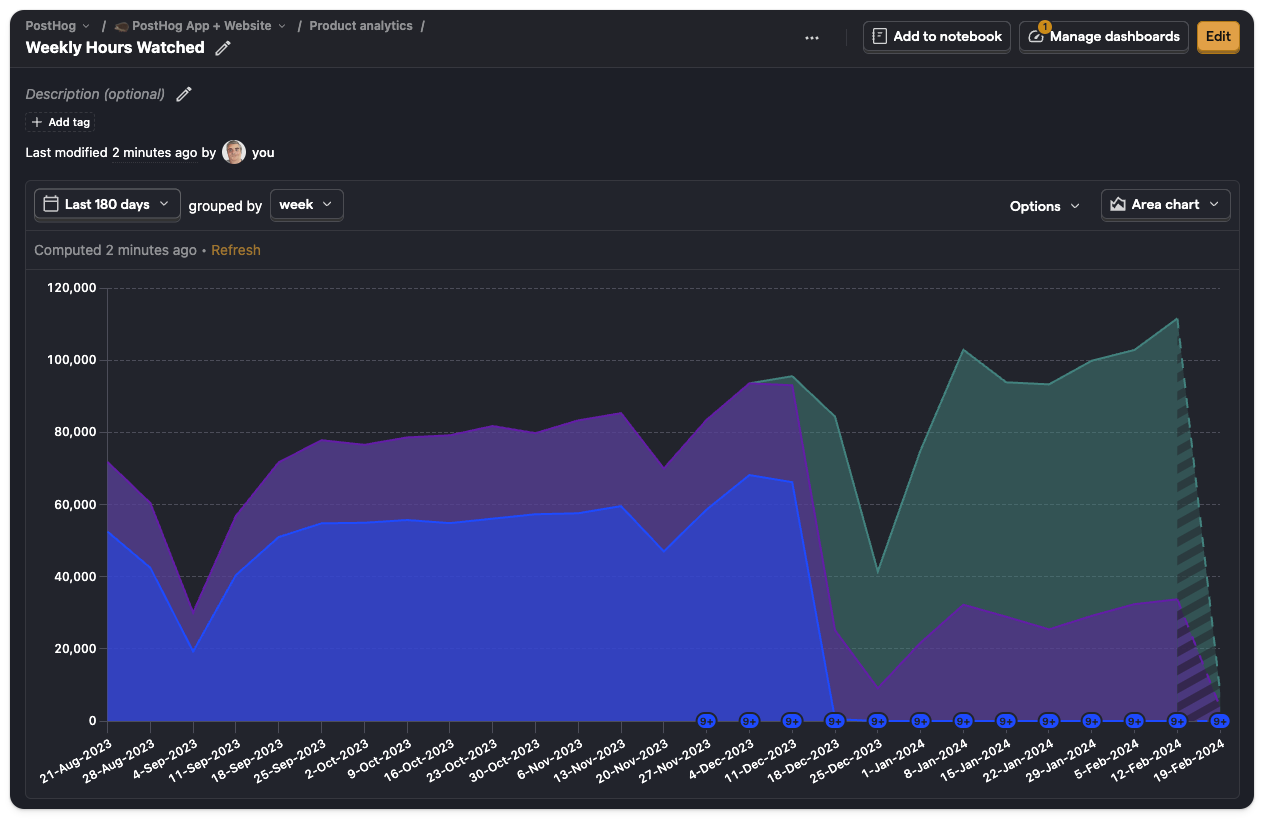 PostHog / PostHog App + Website / Product analytics /
Weekly Hours Watched
Add to notebook
1
Manage dashboards
Edit
Description (optional)
+ Add tag
Last modified 2 minutes ago by you
Last 180 days grouped by week
Options
Area chart
Computed 2 minutes ago • Refresh
120,000
100,000
80,000
60,000
40,000
20,000
0
9+ 9+ 9+ 9+ 9+ 9+ 9+ 9+ 9+ 9+ 9+ 9+ 9+
21-Aug-2023
28-Aug-2023
4-Sep-2023
11-Sep-2023
18-Sep-2023
25-Sep-2023
2-Oct-2023
9-Oct-2023
16-Oct-2023
23-Oct-2023
30-Oct-2023
6-Nov-2023
13-Nov-2023
20-Nov-2023
27-Nov-2023
4-Dec-2023
11-Dec-2023
18-Dec-2023
25-Dec-2023
1-Jan-2024
8-Jan-2024
15-Jan-2024
22-Jan-2024
29-Jan-2024
5-Feb-2024
12-Feb-2024
19-Feb-2024